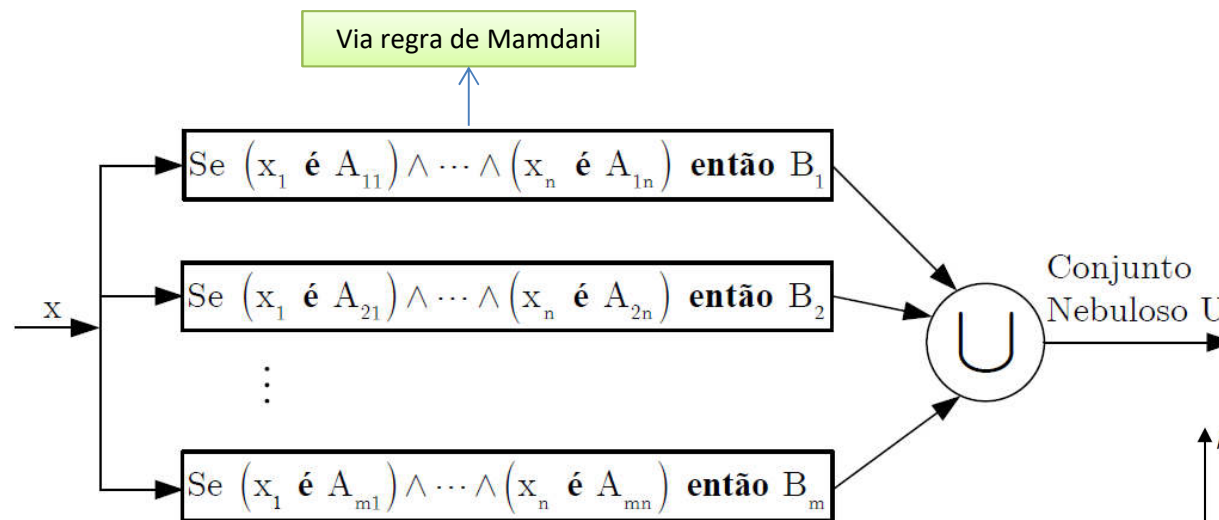 Via regra de Mamdani
Se (x₁ é A₁₁) ∧ ⋯ ∧ (xₙ é A₁ₙ) então B₁
x
Se (x₁ é A₂₁) ∧ ⋯ ∧ (xₙ é A₂ₙ) então B₂
⋮
Se (x₁ é Aₘ₁) ∧ ⋯ ∧ (xₙ é Aₘₙ) então Bₘ
∪
Conjunto
Nebuloso U